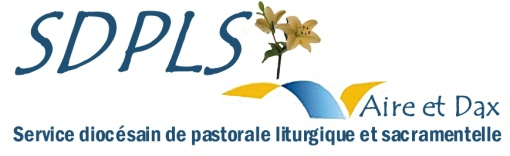 SDPLS
Aire et Dax
Service diocésain de pastorale liturgique et sacramentelle